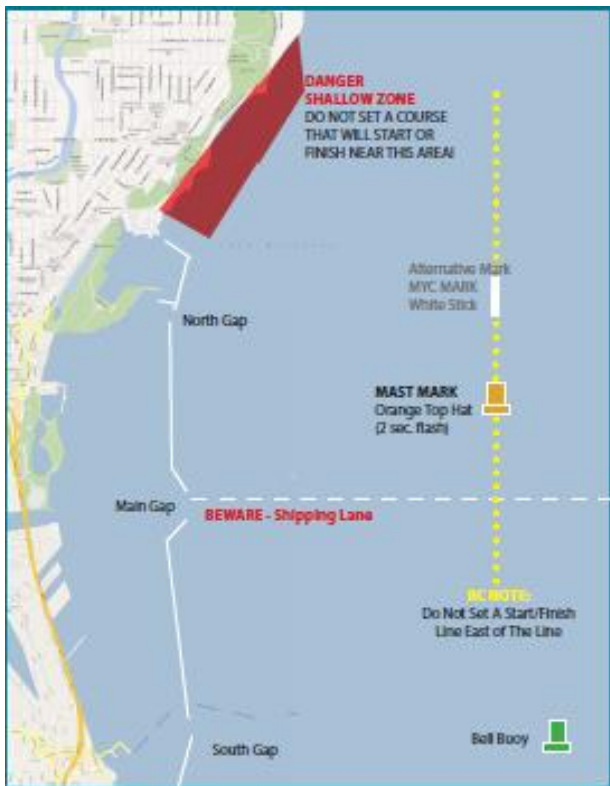 DANGER
SHALLOW ZONE
DO NOT SET A COURSE
THAT WILL START OR
FINISH NEAR THIS AREA!
Alternative Mark
MYC MARK
White Stick
North Gap
MAST MARK
Orange Top Hat
(2 sec. flash)
Main Gap
BEWARE - Shipping Lane
RC NOTE:
Do Not Set A Start/Finish
Line East of The Line
South Gap
Bell Buoy